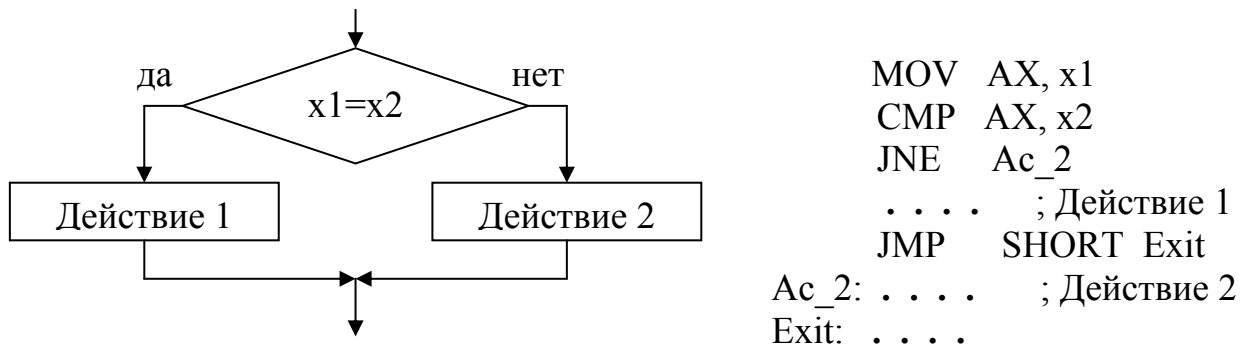 да
нет
x1=x2
Действие 1
Действие 2
MOV AX, x1
CMP AX, x2
JNE Ac_2
. . . . ; Действие 1
JMP SHORT Exit
Ac_2: . . . . ; Действие 2
Exit: . . . .